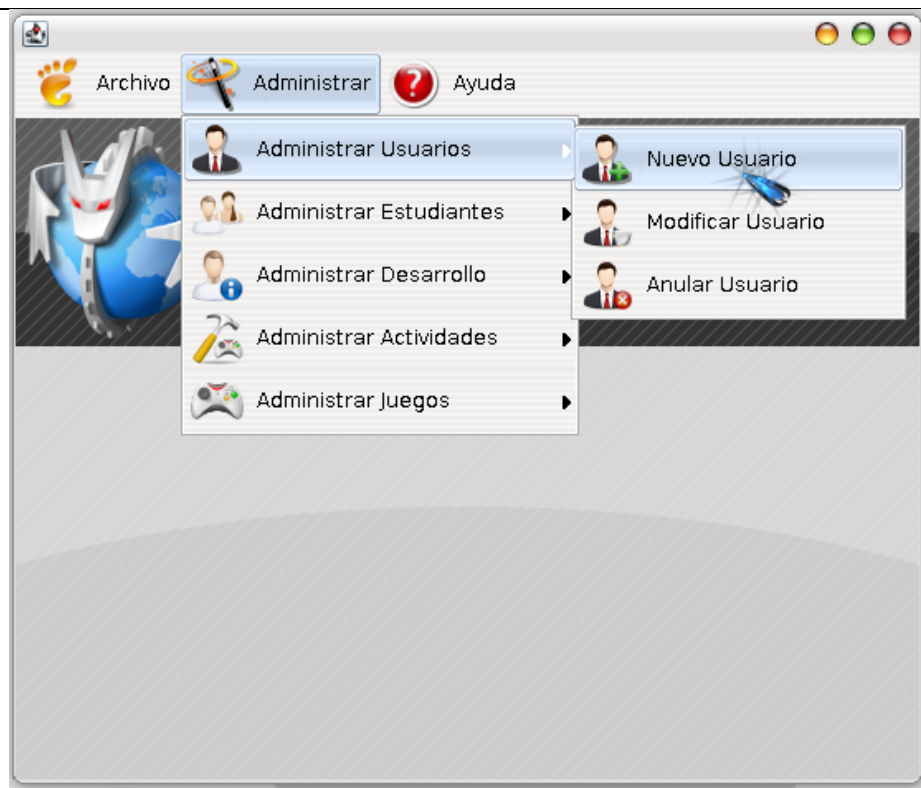 Archivo Administrar Ayuda
Administrar Usuarios
Administrar Estudiantes
Administrar Desarrollo
Administrar Actividades
Administrar Juegos
Nuevo Usuario
Modificar Usuario
Anular Usuario